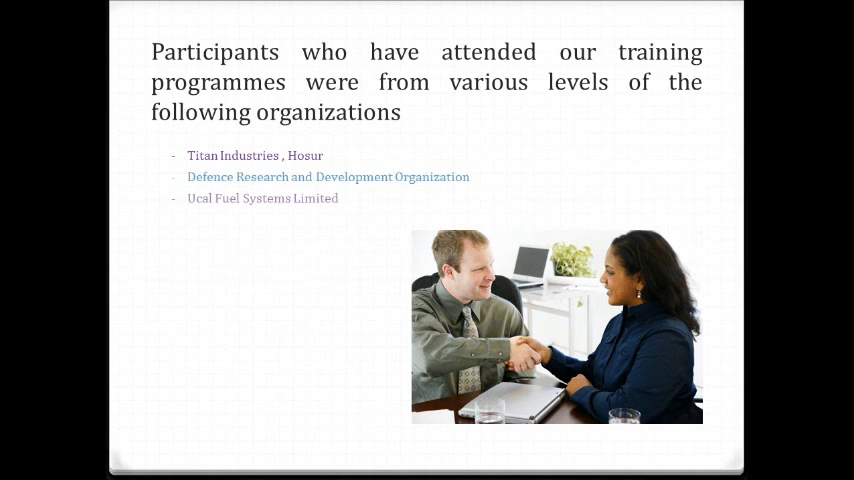 Participants who have attended our training
programmes were from various levels of the
following organizations
- Titan Industries , Hosur
- Defence Research and Development Organization
- Ucal Fuel Systems Limited